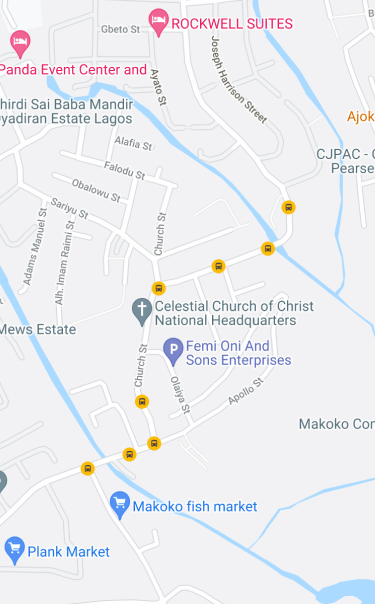 Gbeto St
ROCKWELL SUITES
Joseph Harrison Street
Panda Event Center and
Ayato St
hirdi Sai Baba Mandir
yadiran Estate Lagos
Ajok
Alafia St
CJPAC - C
Pearse
Falodu St
Obalowu St
Sariyu St
Church St
Adams Manuel St
Alh. Imam Raimi St
Celestial Church of Christ
National Headquarters
Mews Estate
Femi Oni And
Sons Enterprises
Church St
Olaiya St
Apollo St
Makoko Con
Makoko fish market
Plank Market